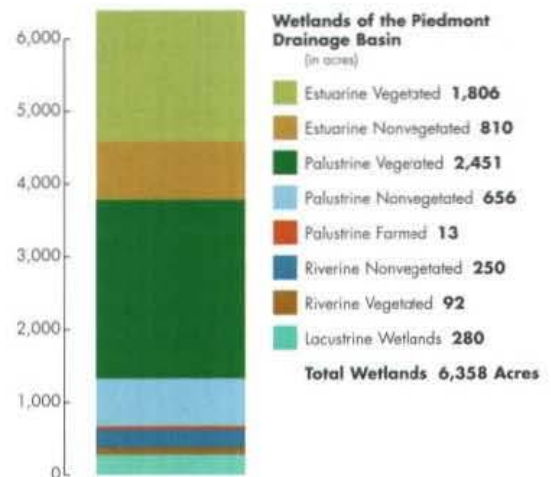 Wetlands of the Piedmont
Drainage Basin
(in acres)
Estuarine Vegetated 1,806
Estuarine Nonvegetated 810
Palustrine Vegetated 2,451
Palustrine Nonvegetated 656
Palustrine Farmed 13
Riverine Nonvegetated 250
Riverine Vegetated 92
Lacustrine Wetlands 280
Total Wetlands 6,358 Acres
6,000
5,000
4,000
3,000
2,000
1,000
0